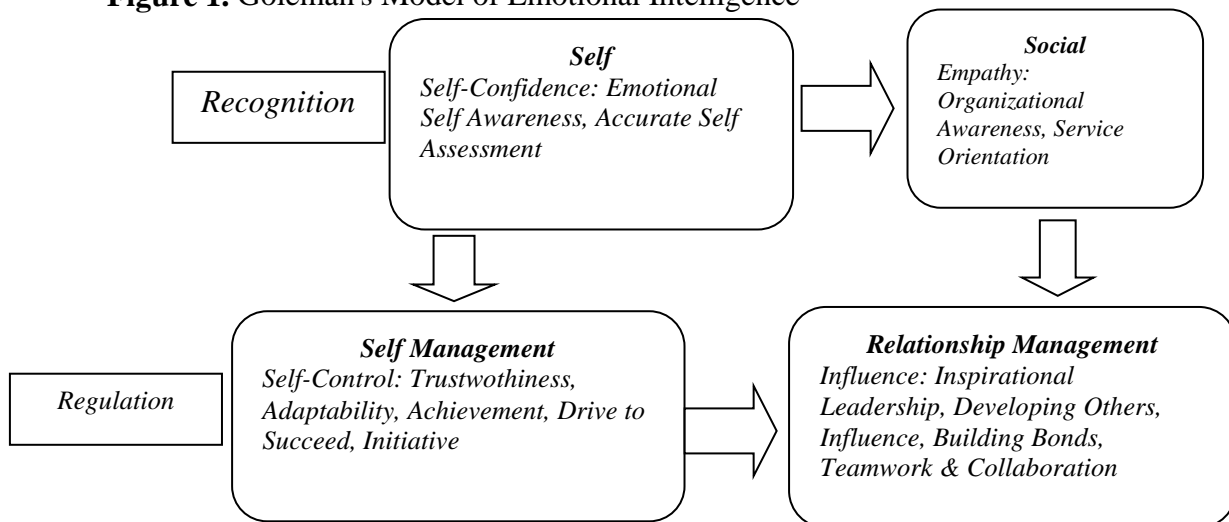 Figure 1. Goleman's Model of Emotional Intelligence
Recognition
Self
Self-Confidence: Emotional
Self Awareness, Accurate Self
Assessment
Social
Empathy:
Organizational
Awareness, Service
Orientation
Regulation
Self Management
Self-Control: Trustwothiness,
Adaptability, Achievement, Drive to
Succeed, Initiative
Relationship Management
Influence: Inspirational
Leadership, Developing Others,
Influence, Building Bonds,
Teamwork & Collaboration